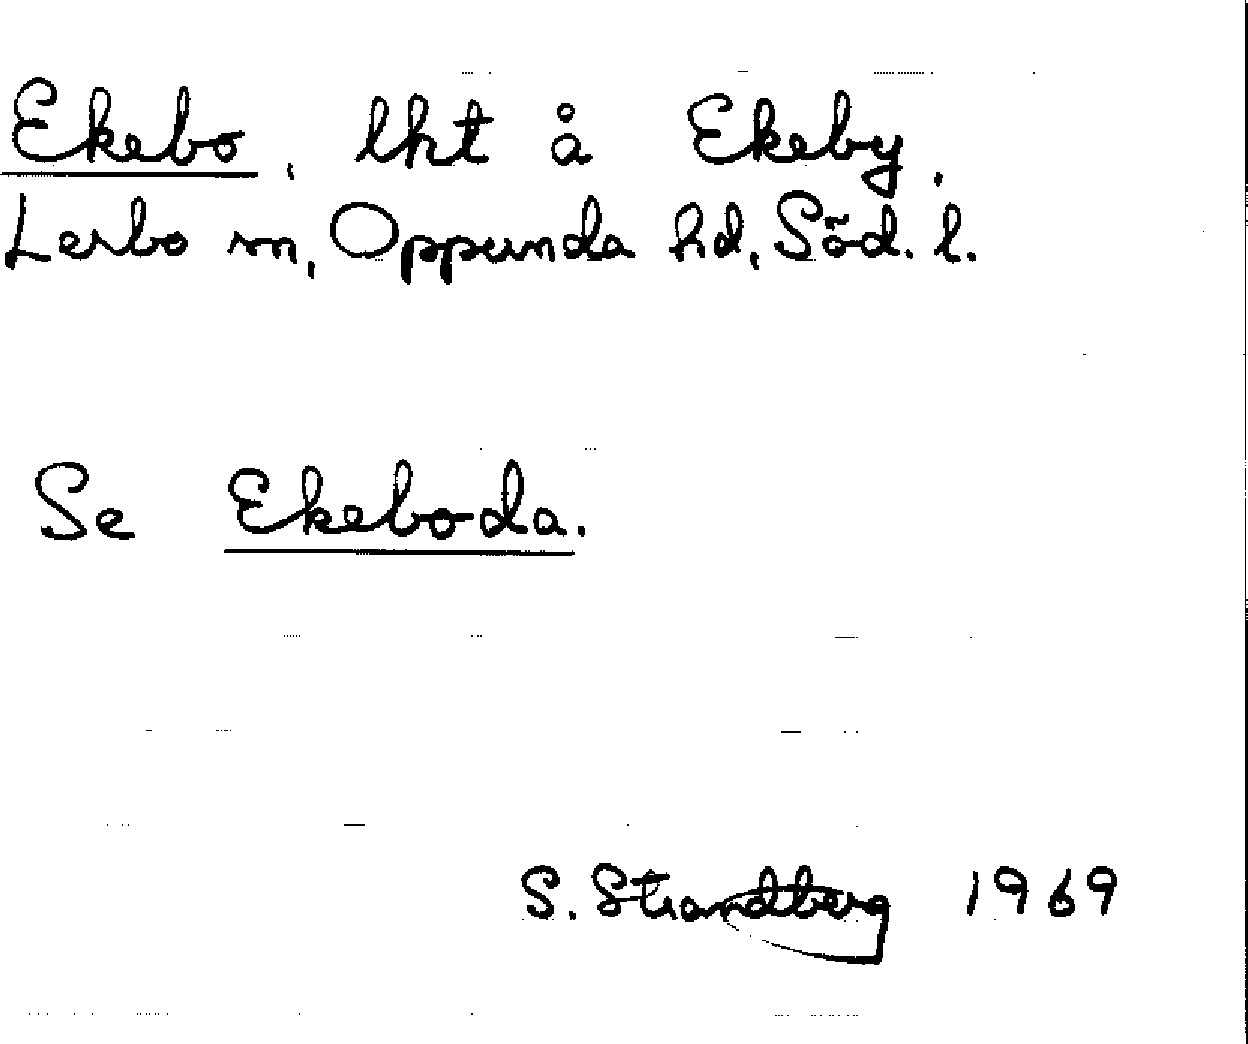 Ekebo, lht å Ekeby,
Lerbo sn, Oppunda hd, Söd. l.
Se Ekeboda.
S. Strandberg 1969